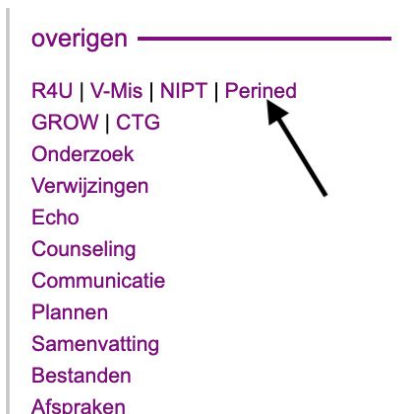 overigen
R4U | V-Mis | NIPT | Perined
GROW | CTG
Onderzoek
Verwijzingen
Echo
Counseling
Communicatie
Plannen
Samenvatting
Bestanden
Afspraken